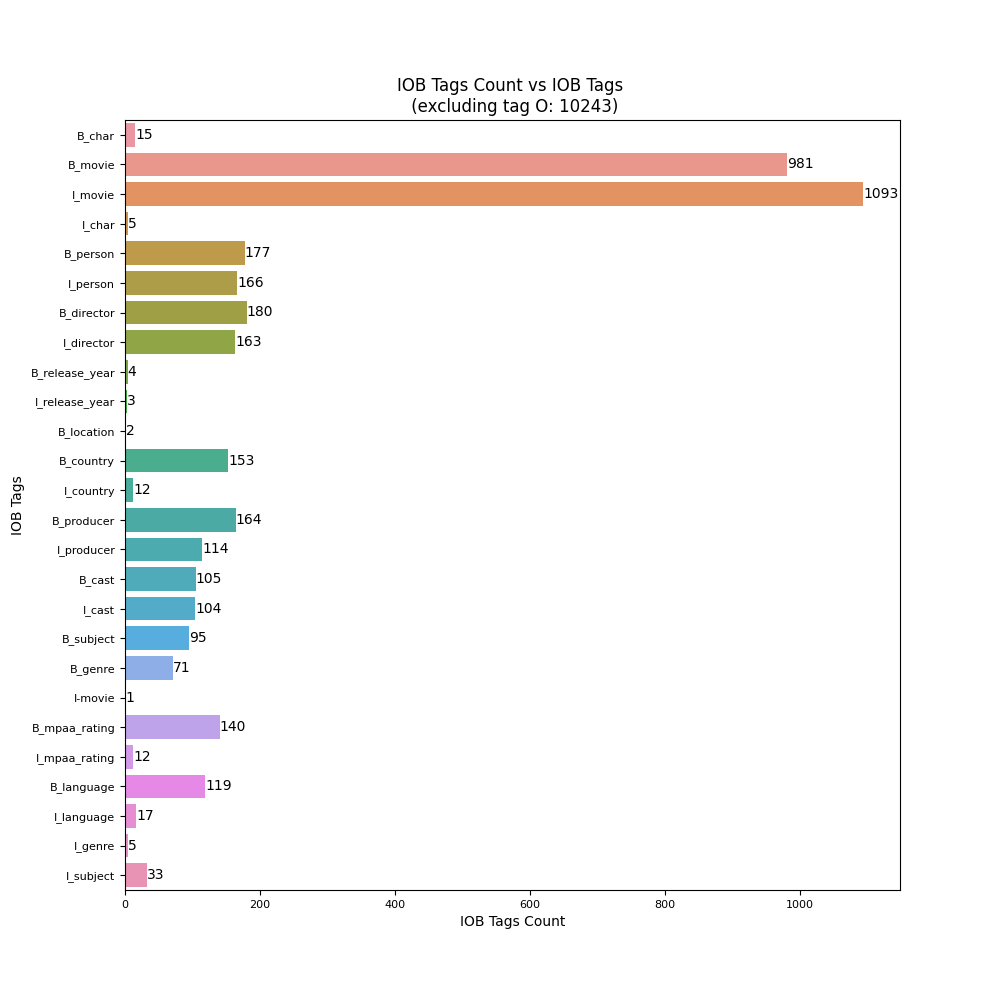 IOB Tags Count vs IOB Tags
(excluding tag O: 10243)
B_char 15
B_movie 981
I_movie 1093
I_char 5
B_person 177
I_person 166
B_director 180
I_director 163
B_release_year 4
I_release_year 3
B_location 2
B_country 153
I_country 12
B_producer 164
I_producer 114
B_cast 105
I_cast 104
B_subject 95
B_genre 71
I-movie 1
B_mpaa_rating 140
I_mpaa_rating 12
B_language 119
I_language 17
I_genre 5
I_subject 33
IOB Tags
0 200 400 600 800 1000
IOB Tags Count